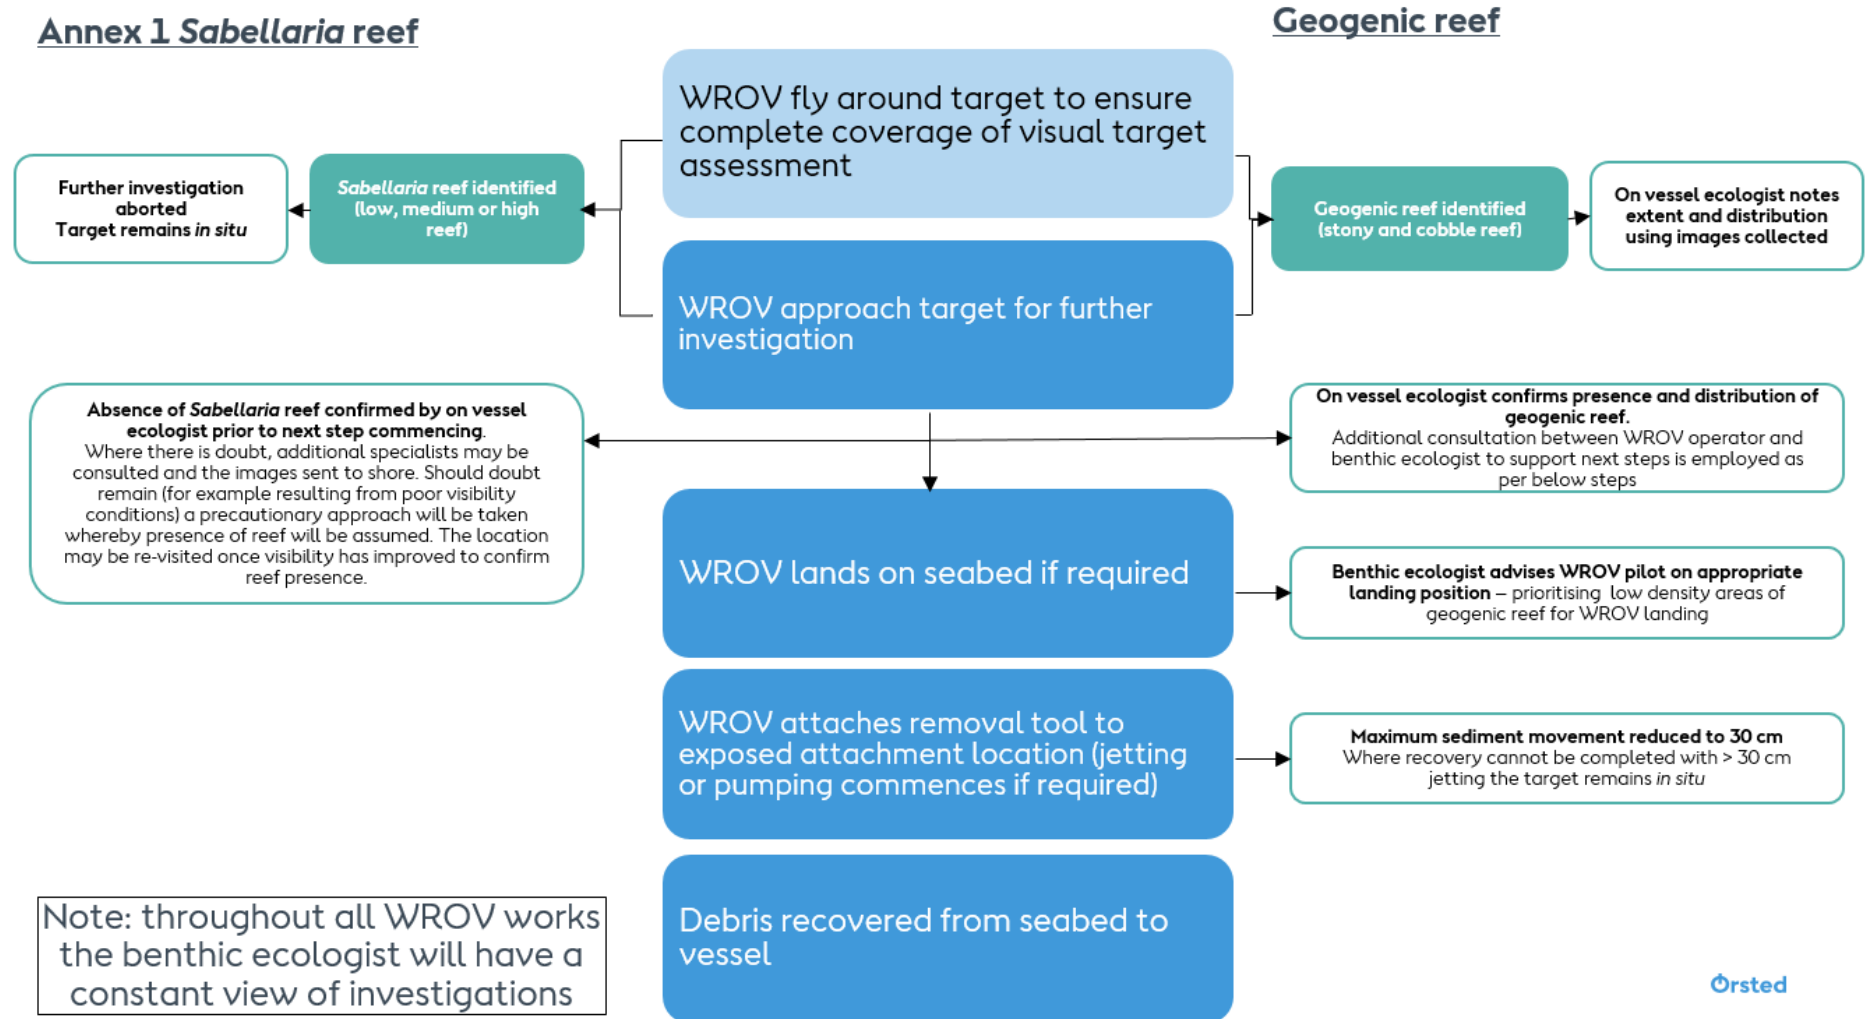 Annex 1 Sabellaria reef
Geogenic reef
WROV fly around target to ensure
complete coverage of visual target
assessment
Further investigation
aborted
Target remains in situ
Sabellaria reef identified
(low, medium or high
reef)
Geogenic reef identified
(stony and cobble reef)
On vessel ecologist notes
extent and distribution
using images collected
WROV approach target for further
investigation
Absence of Sabellaria reef confirmed by on vessel
ecologist prior to next step commencing.
Where there is doubt, additional specialists may be
consulted and the images sent to shore. Should doubt
remain (for example resulting from poor visibility
conditions) a precautionary approach will be taken
whereby presence of reef will be assumed. The location
may be re-visited once visibility has improved to confirm
reef presence.
On vessel ecologist confirms presence and distribution of
geogenic reef.
Additional consultation between WROV operator and
benthic ecologist to support next steps is employed as
per below steps
WROV lands on seabed if required
Benthic ecologist advises WROV pilot on appropriate
landing position – prioritising low density areas of
geogenic reef for WROV landing
WROV attaches removal tool to
exposed attachment location (jetting
or pumping commences if required)
Maximum sediment movement reduced to 30 cm
Where recovery cannot be completed with > 30 cm
jetting the target remains in situ
Debris recovered from seabed to
vessel
Note: throughout all WROV works
the benthic ecologist will have a
constant view of investigations
Ørsted